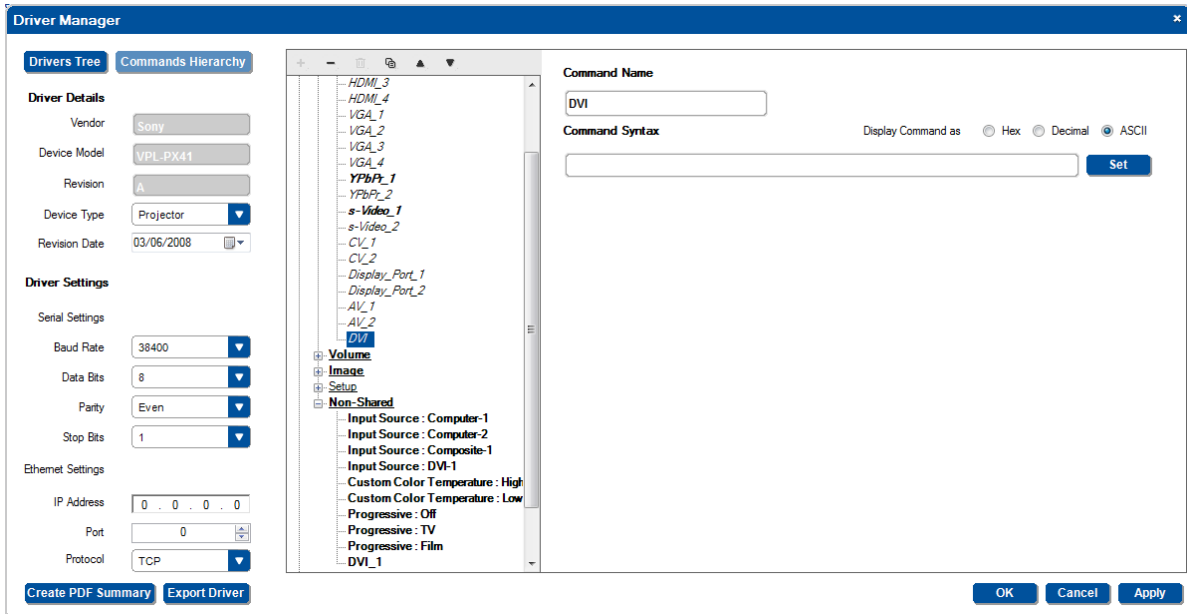 Driver Manager
Drivers Tree
Commands Hierarchy
Driver Details
Vendor
Sony
Device Model
VPL-PX41
Revision
A
Device Type
Projector
Revision Date
03/06/2008
Driver Settings
Serial Settings
Baud Rate
38400
Data Bits
8
Parity
Even
Stop Bits
1
Ethernet Settings
IP Address
0 . 0 . 0 . 0
Port
0
Protocol
TCP
Create PDF Summary
Export Driver
HDMI_3
HDMI_4
VGA_1
VGA_2
VGA_3
VGA_4
YPbPr_1
YPbPr_2
s-Video_1
s-Video_2
CV_1
CV_2
Display_Port_1
Display_Port_2
AV_1
AV_2
DVI
Volume
Image
Setup
Non-Shared
Input Source : Computer-1
Input Source : Computer-2
Input Source : Composite-1
Input Source : DVI-1
Custom Color Temperature : High
Custom Color Temperature : Low
Progressive : Off
Progressive : TV
Progressive : Film
DVI_1
Command Name
DVI
Command Syntax
Display Command as
Hex
Decimal
ASCII
Set
OK
Cancel
Apply